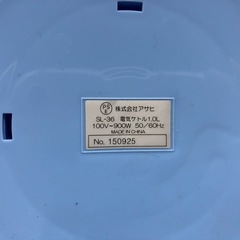 PS
E 株式会社アサヒ
SL-36 電気ケトル1.0L
100V~900W 50/60Hz
MADE IN CHINA
No. 150925